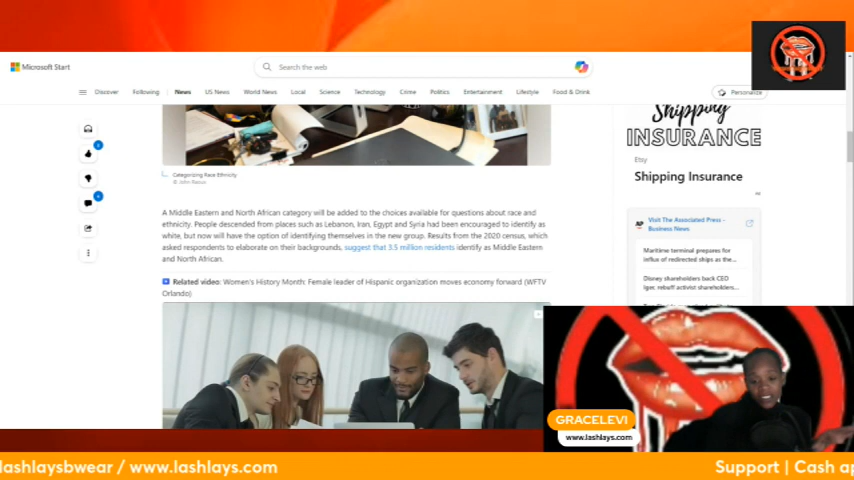 Microsoft Start
Search the web
Personalize
Discover
Following
News
US News
World News
Local
Science
Technology
Crime
Politics
Entertainment
Lifestyle
Food & Drink
Categorizing Race Ethnicity
© John Raoux
A Middle Eastern and North African category will be added to the choices available for questions about race and
ethnicity. People descended from places such as Lebanon, Iran, Egypt and Syria had been encouraged to identify as
white, but now will have the option of identifying themselves in the new group. Results from the 2020 census, which
asked respondents to elaborate on their backgrounds, suggest that 3.5 million residents identify as Middle Eastern
and North African.
Related video: Women's History Month: Female leader of Hispanic organization moves economy forward (WFTV
Orlando)
Shipping
INSURANCE
Etsy
Shipping Insurance
AP
Visit The Associated Press -
Business News
Maritime terminal prepares for
influx of redirected ships as the...
Disney shareholders back CEO
Iger, rebuff activist shareholders...
GRACELEVI
www.lashlays.com
lashlaysbwear / www.lashlays.com
Support | Cash ap